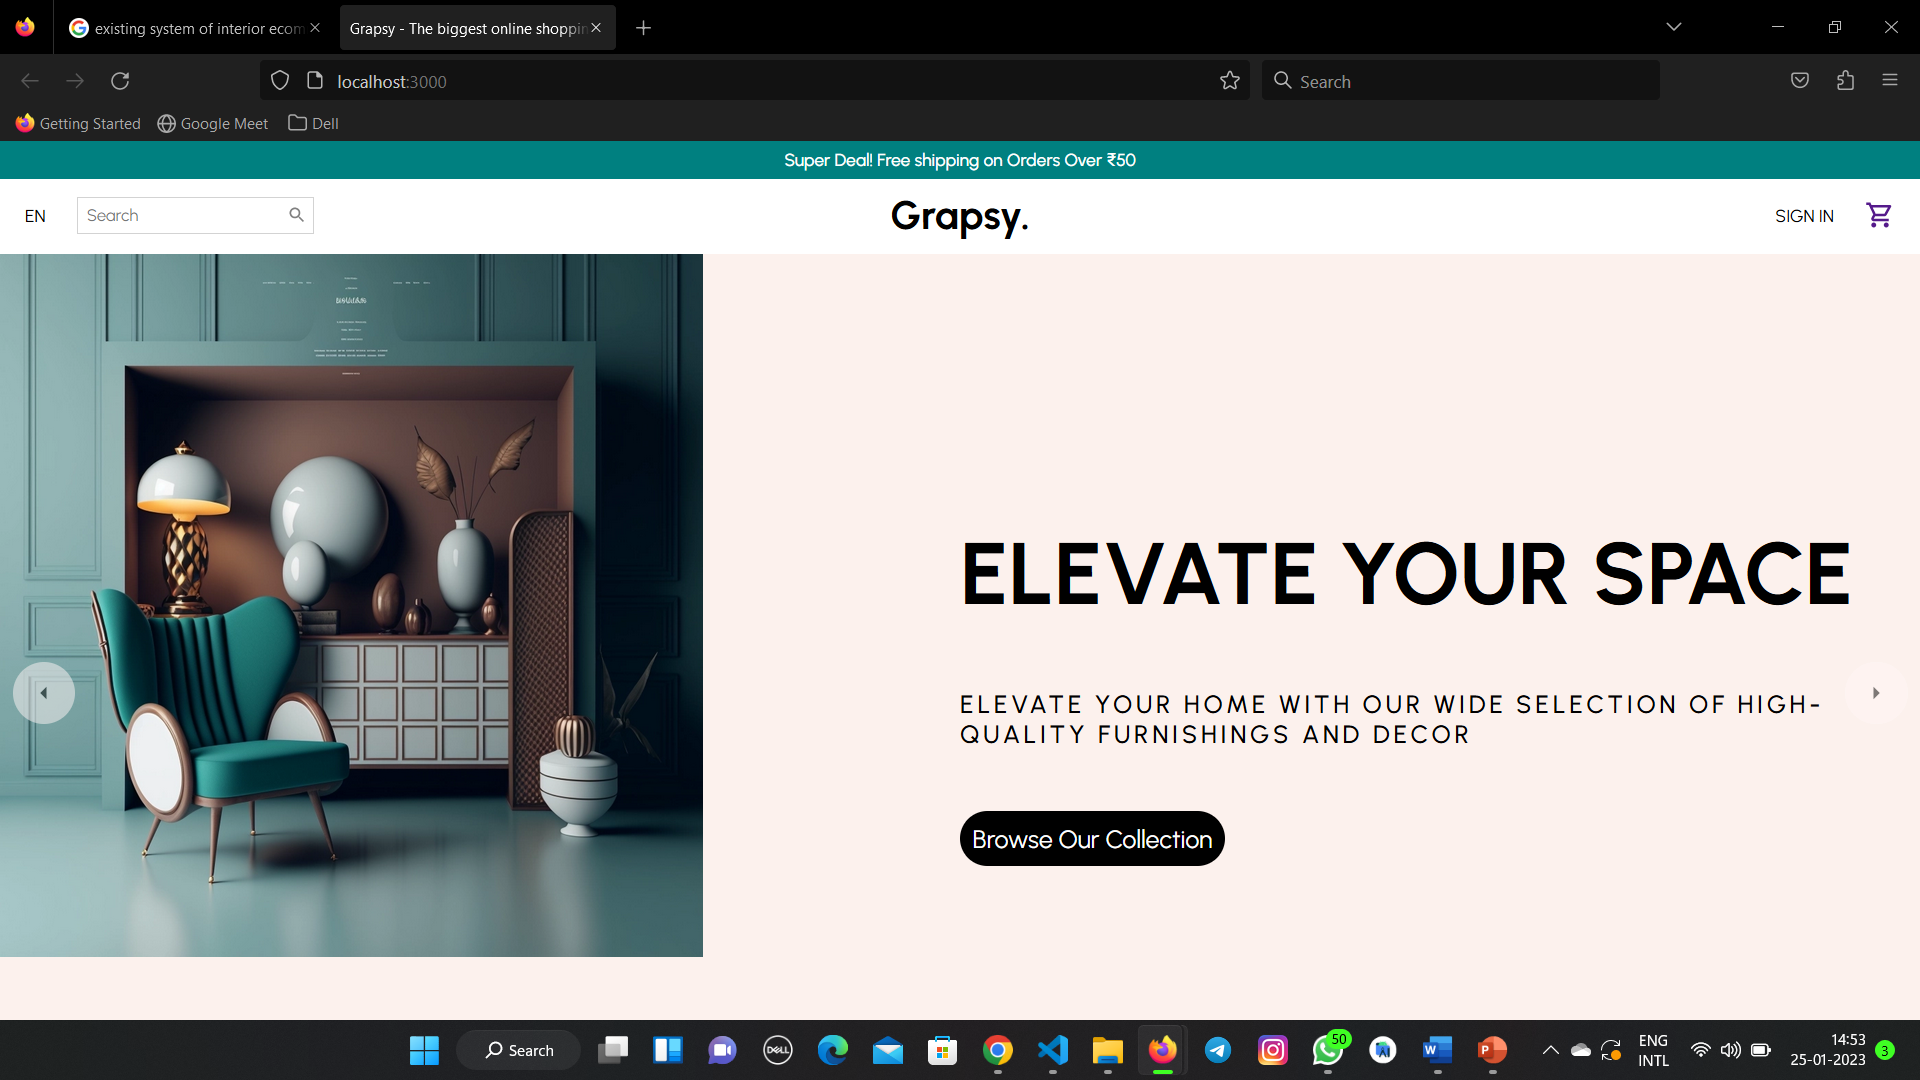 existing system of interior ecom
Grapsy - The biggest online shoppin
localhost:3000
Search
Getting Started
Google Meet
Dell
Super Deal! Free shipping on Orders Over ₹50
EN
Search
Grapsy.
SIGN IN
ELEVATE YOUR SPACE
ELEVATE YOUR HOME WITH OUR WIDE SELECTION OF HIGH-
QUALITY FURNISHINGS AND DECOR
Browse Our Collection
Search
DELL
50
W
P
ENG
INTL
14:53
25-01-2023
3